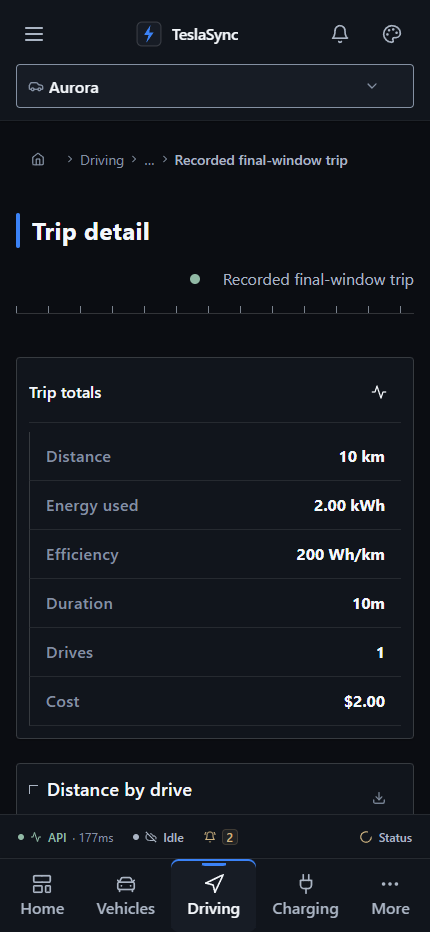 TeslaSync
Aurora
Driving ... Recorded final-window trip
Trip detail
Recorded final-window trip
Trip totals
Distance 10 km
Energy used 2.00 kWh
Efficiency 200 Wh/km
Duration 10m
Drives 1
Cost $2.00
Distance by drive
API · 177ms Idle 2 Status
Home Vehicles Driving Charging More